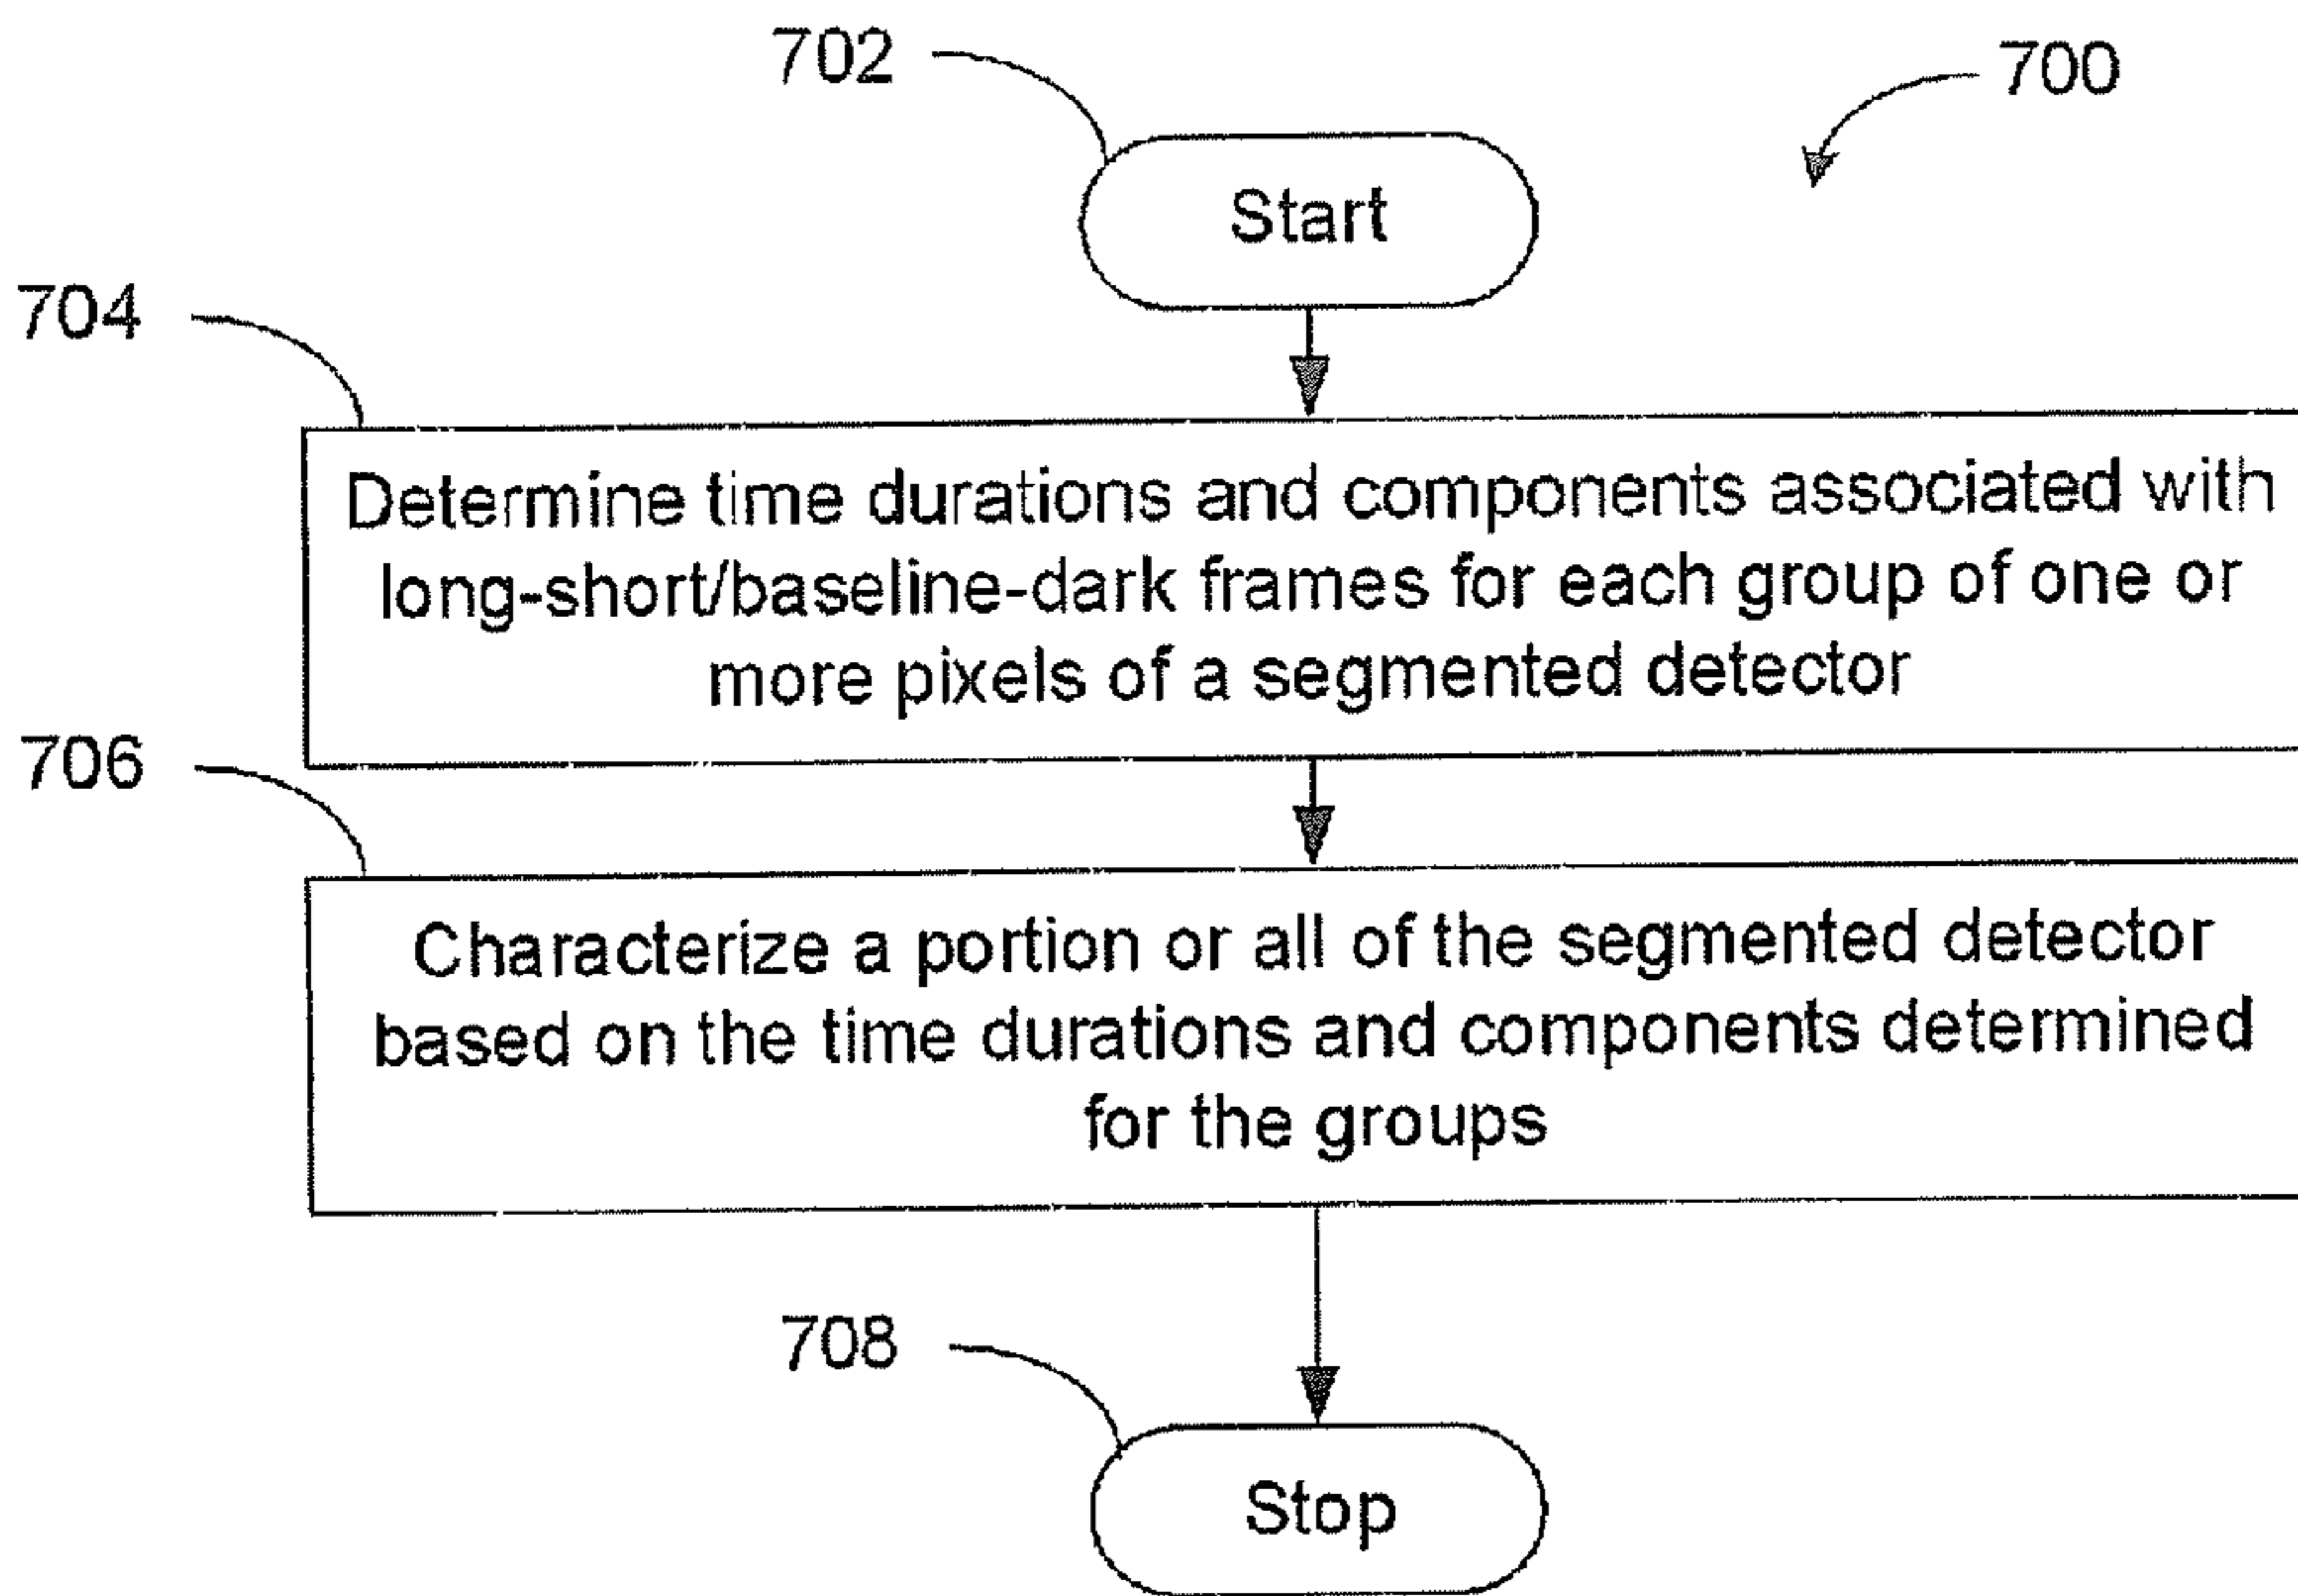 702
700
Start
704
Determine time durations and components associated with
long-short/baseline-dark frames for each group of one or
more pixels of a segmented detector
706
Characterize a portion or all of the segmented detector
based on the time durations and components determined
for the groups
708
Stop